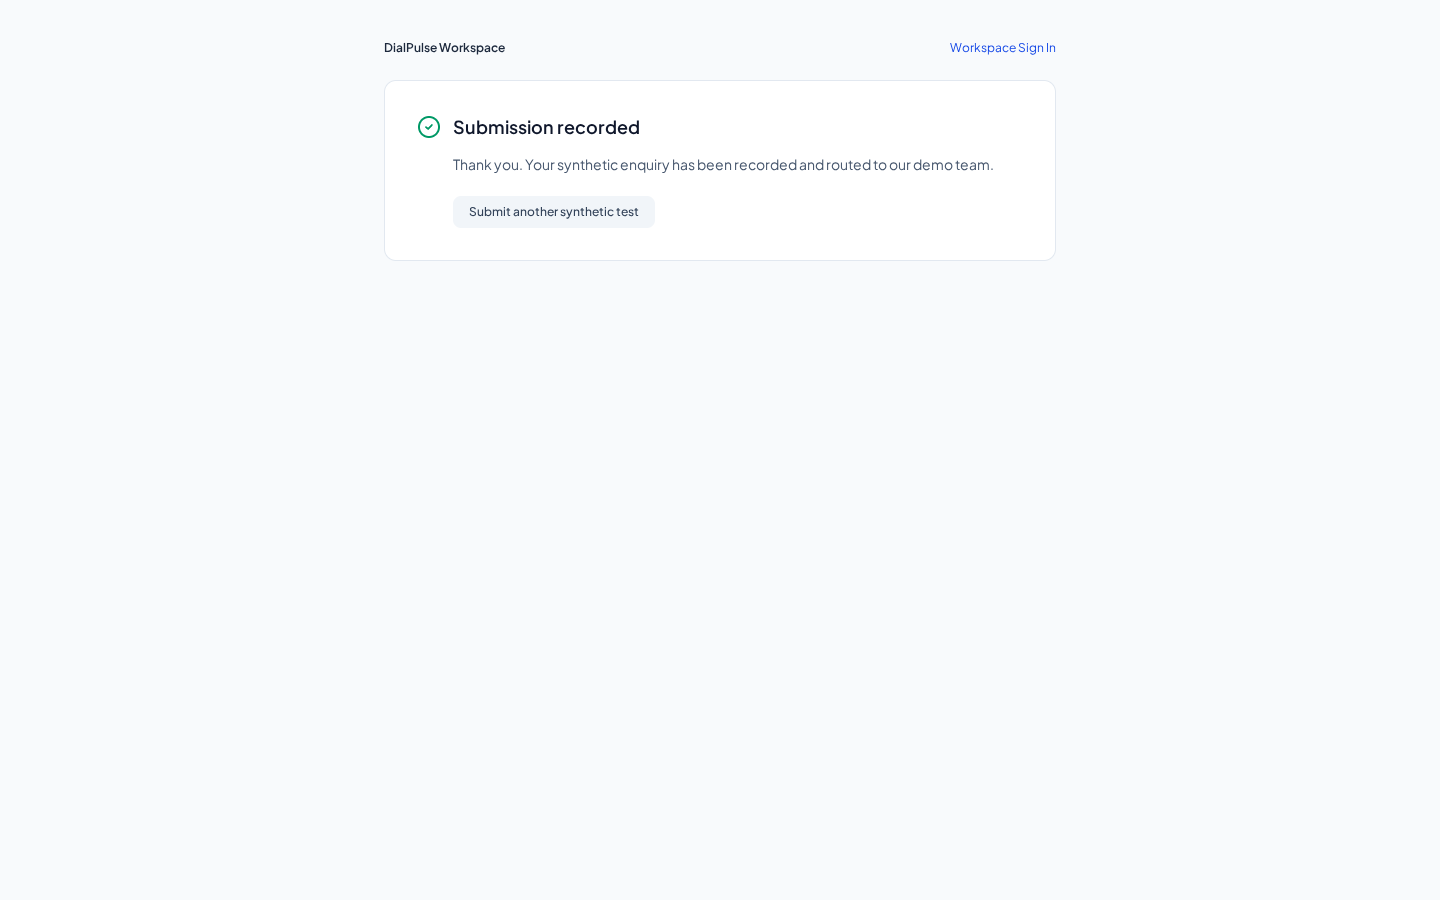 DialPulse Workspace
Workspace Sign In
Submission recorded
Thank you. Your synthetic enquiry has been recorded and routed to our demo team.
Submit another synthetic test